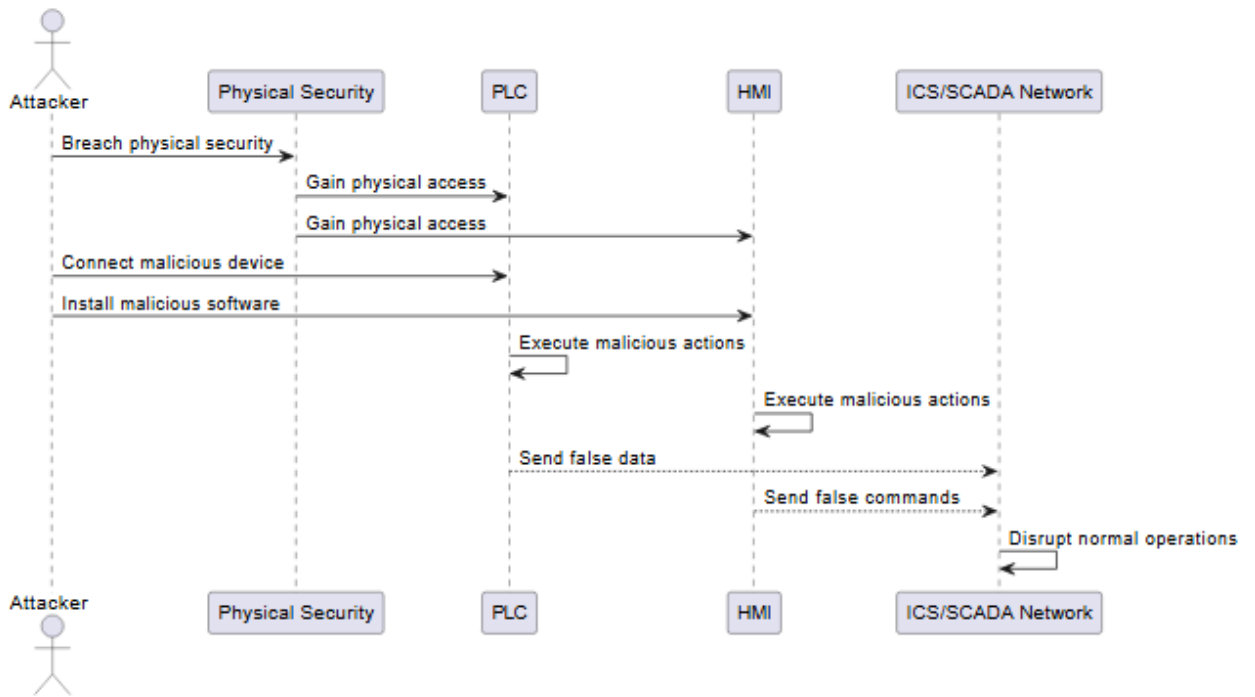 Attacker
Physical Security
PLC
HMI
ICS/SCADA Network
Breach physical security
Gain physical access
Gain physical access
Connect malicious device
Install malicious software
Execute malicious actions
Execute malicious actions
Send false data
Send false commands
Disrupt normal operations
Attacker
Physical Security
PLC
HMI
ICS/SCADA Network